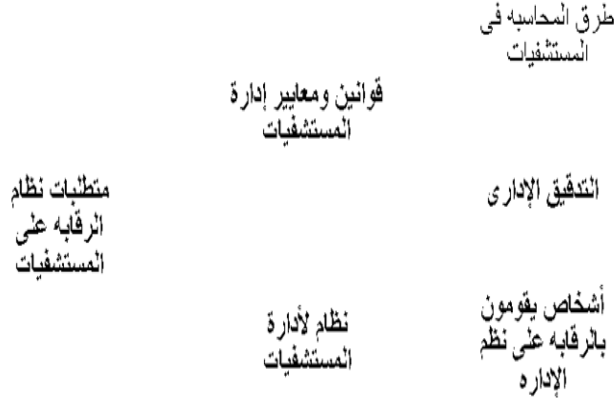 طرق المحاسبه فى
المستشفيات
قوانين ومعايير إدارة
المستشفيات
التدقيق الإدارى
متطلبات نظام
الرقابه على
المستشفيات
أشخاص يقومون
بالرقابه على نظم
الإداره
نظام لأدارة
المستشفيات